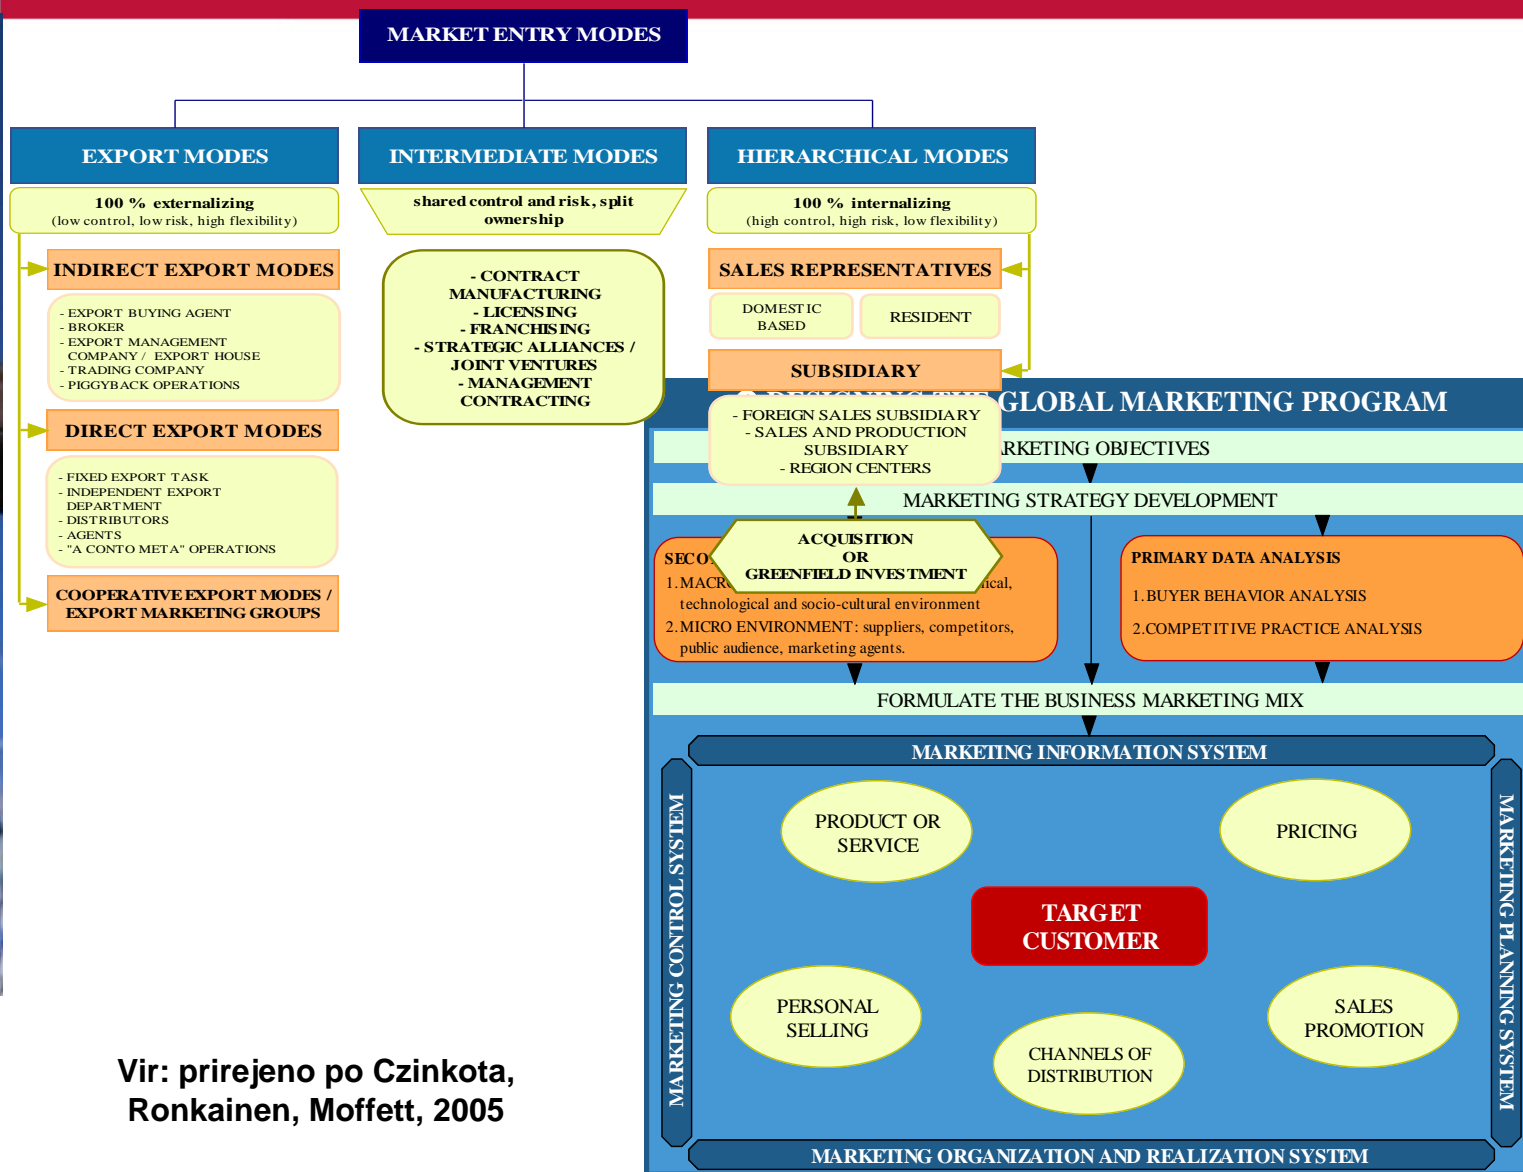 MARKET ENTRY MODES
EXPORT MODES
100 % externalizing
(low control, low risk, high flexibility)
INDIRECT EXPORT MODES
- EXPORT BUYING AGENT
- BROKER
- EXPORT MANAGEMENT
COMPANY / EXPORT HOUSE
- TRADING COMPANY
- PIGGYBACK OPERATIONS
DIRECT EXPORT MODES
- FIXED EXPORT TASK
- INDEPENDENT EXPORT
DEPARTMENT
- DISTRIBUTORS
- AGENTS
- "A CONTO META" OPERATIONS
COOPERATIVE EXPORT MODES /
EXPORT MARKETING GROUPS
INTERMEDIATE MODES
shared control and risk, split
ownership
- CONTRACT
MANUFACTURING
- LICENSING
- FRANCHISING
- STRATEGIC ALLIANCES /
JOINT VENTURES
- MANAGEMENT
CONTRACTING
HIERARCHICAL MODES
100 % internalizing
(high control, high risk, low flexibility)
SALES REPRESENTATIVES
DOMESTIC
BASED
RESIDENT
SUBSIDIARY
- FOREIGN SALES SUBSIDIARY
- SALES AND PRODUCTION
SUBSIDIARY
- REGION CENTERS
ACQUISITION
OR
GREENFIELD INVESTMENT
GLOBAL MARKETING PROGRAM
OBJECTIVES
MARKETING STRATEGY DEVELOPMENT
1.
technological and socio-cultural environment
2. MICRO ENVIRONMENT: suppliers, competitors,
public audience, marketing agents.
PRIMARY DATA ANALYSIS
1. BUYER BEHAVIOR ANALYSIS
2. COMPETITIVE PRACTICE ANALYSIS
FORMULATE THE BUSINESS MARKETING MIX
MARKETING INFORMATION SYSTEM
MARKETING CONTROL SYSTEM
MARKETING PLANNING SYSTEM
PRODUCT OR
SERVICE
PRICING
TARGET
CUSTOMER
PERSONAL
SELLING
CHANNELS OF
DISTRIBUTION
SALES
PROMOTION
MARKETING ORGANIZATION AND REALIZATION SYSTEM
Vir: prirejeno po Czinkota,
Ronkainen, Moffett, 2005